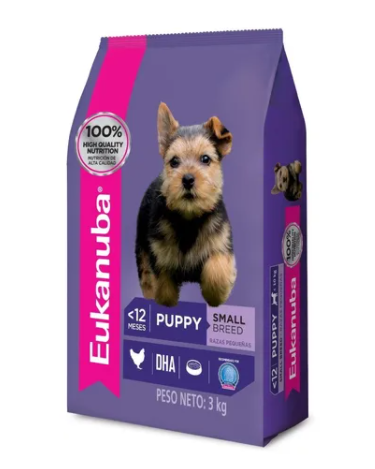 100%
HIGH QUALITY
NUTRITION
NUTRICIÓN DE
ALTA CALIDAD
Eukanuba®
<12
MESES
PUPPY
SMALL
BREED
RAZAS PEQUEÑAS
DHA
PESO NETO: 3 kg
100%
<12 PUPPY